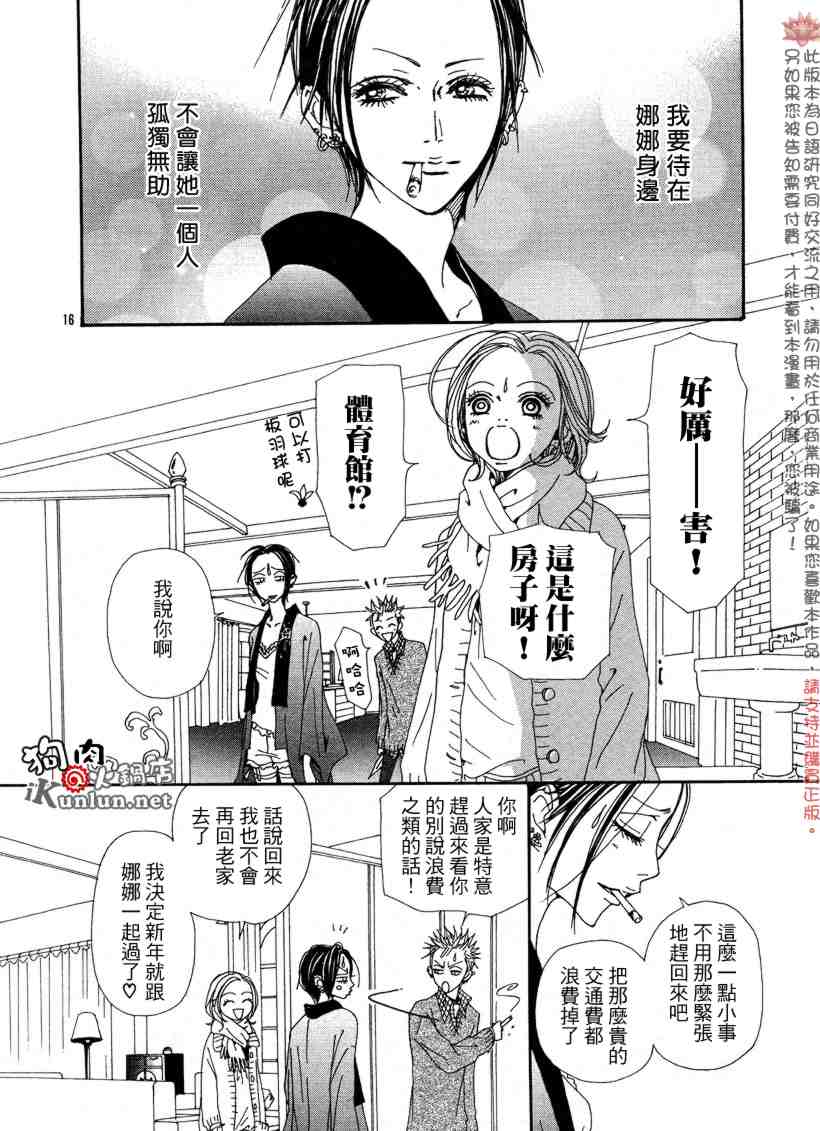 我要待在
娜娜身邊
不會讓她一個人
孤獨無助
16
好厲——害！
這是什麼
房子呀！
體育館!?
可以打
板羽球呢
啊哈哈
我說你啊
這麼一點小事
不用那麼緊張
地趕回來吧
把那麼貴的
交通費都
浪費掉了
你啊
人家是特意
趕過來看你
的別說浪費
之類的話！
話說回來
我也不會
再回老家
去了
我決定新年就跟
娜娜一起過了♡
狗肉
火鍋店
iKunlun.net
此版本為日語研究同好交流之用，請勿用於任何商業用途。如果您喜歡本作品，請支持並購買正版。
另如果您被告知需要付費，才能看到本漫畫，那麼，您被騙了！